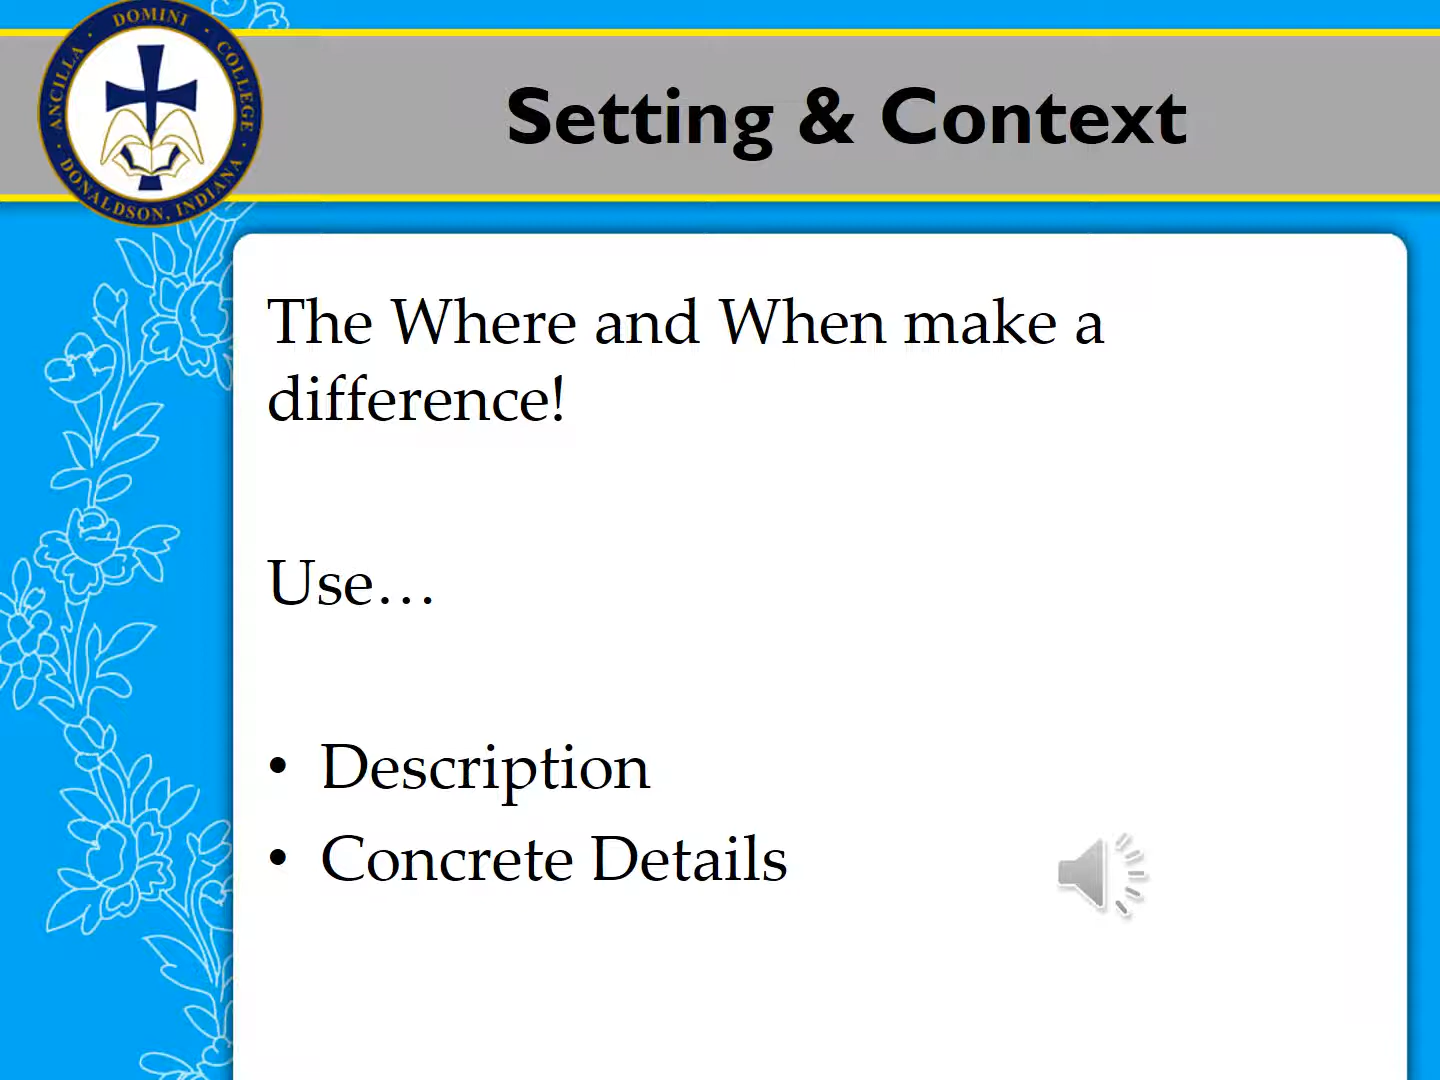 ANCILLA · DOMINI · COLLEGE
· DONALDSON, INDIANA ·
Setting & Context
The Where and When make a
difference!
Use…
• Description
• Concrete Details